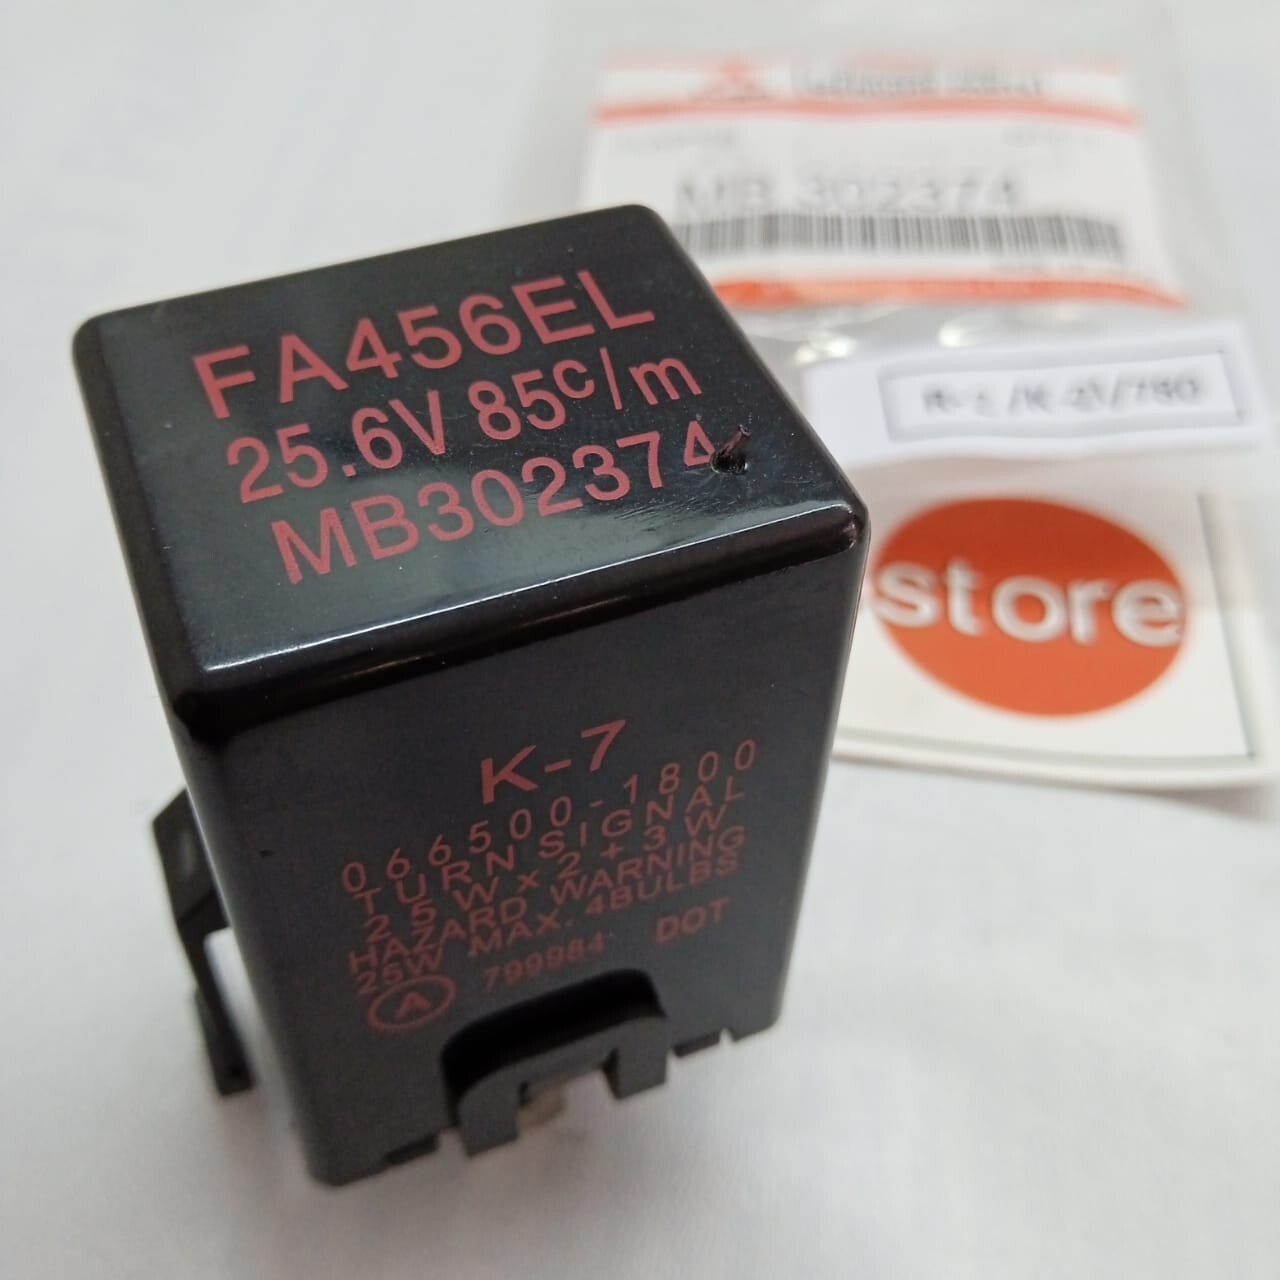 FA456EL
25.6V 85c/m
MB302374
K-7
066500-1800
TURN SIGNAL
25W x 2 + 3W
HAZARD WARNING
25W MAX. 4BULBS
A 799984 DOT
MB 302374
store